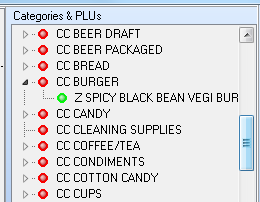 Categories & PLUs
CC BEER DRAFT
CC BEER PACKAGED
CC BREAD
CC BURGER
Z SPICY BLACK BEAN VEGI BUR
CC CANDY
CC CLEANING SUPPLIES
CC COFFEE/TEA
CC CONDIMENTS
CC COTTON CANDY
CC CUPS